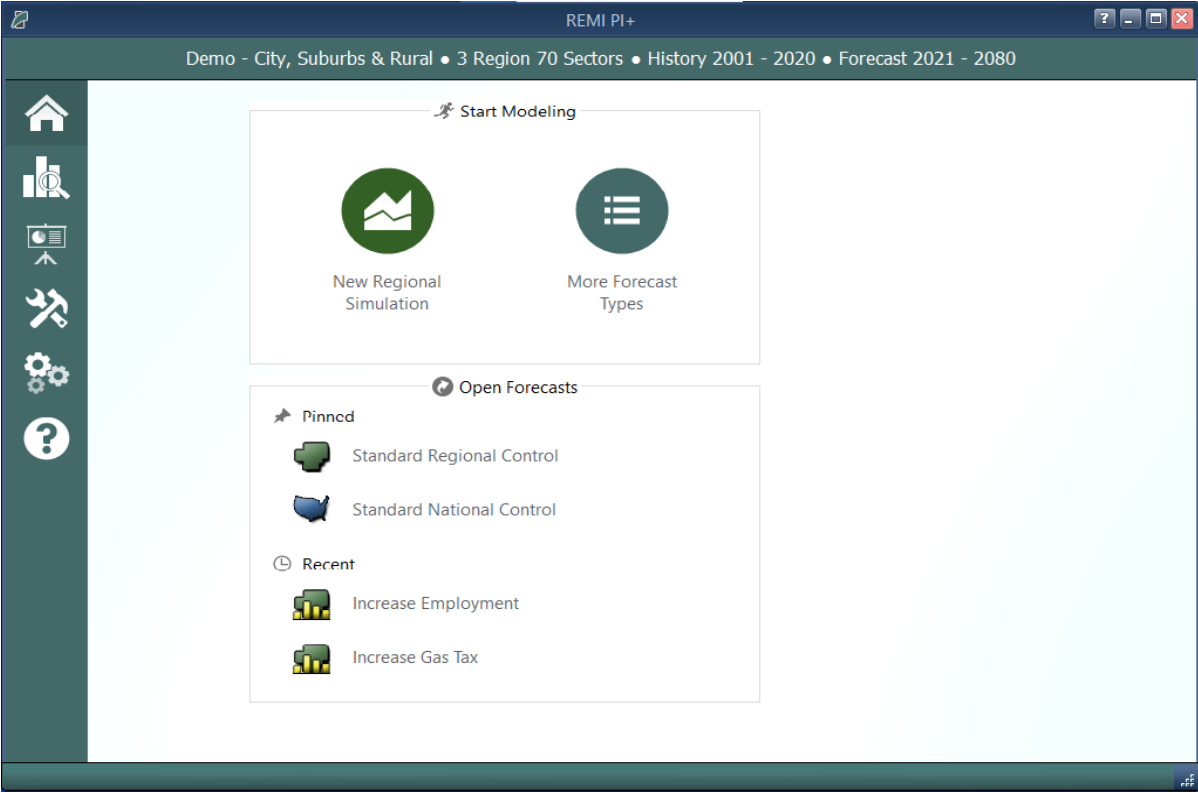 REMI PI+
Demo - City, Suburbs & Rural ● 3 Region 70 Sectors ● History 2001 - 2020 ● Forecast 2021 - 2080
Start Modeling
New Regional
Simulation
More Forecast
Types
Open Forecasts
Pinned
Standard Regional Control
Standard National Control
Recent
Increase Employment
Increase Gas Tax